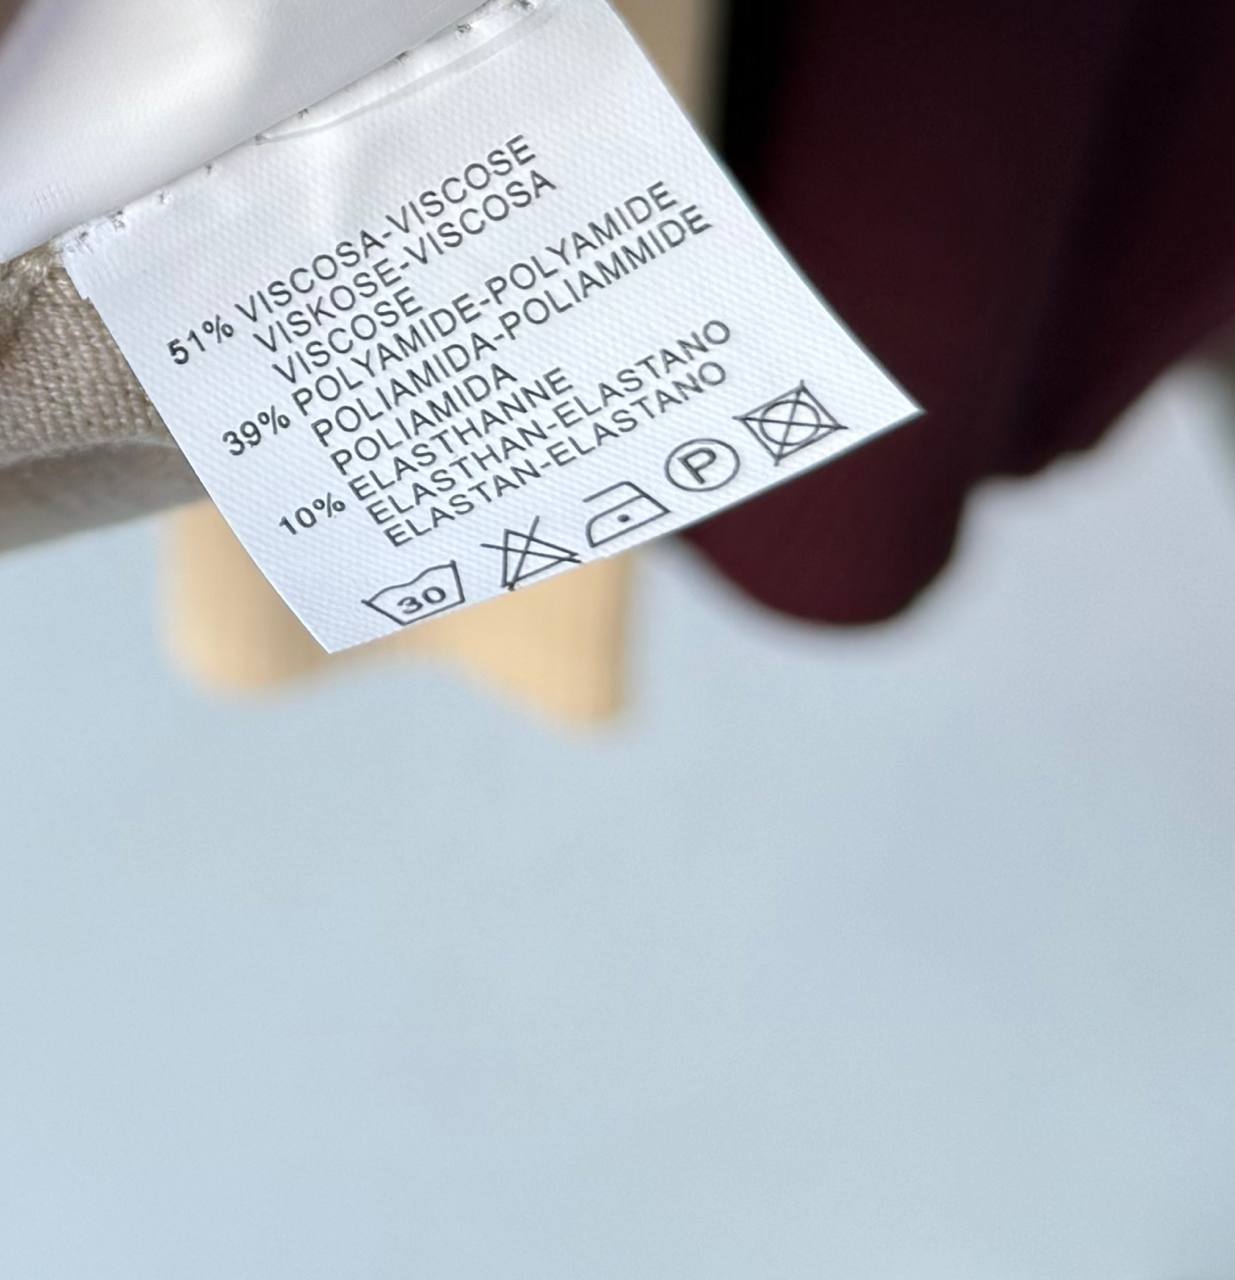 51% VISCOSA-VISCOSE
VISKOSE-VISCOSA
VISCOSE
39% POLYAMIDE-POLYAMIDE
POLIAMIDA-POLIAMMIDE
POLIAMIDA
10% ELASTHANNE
ELASTHAN-ELASTANO
ELASTAN-ELASTANO
30 P